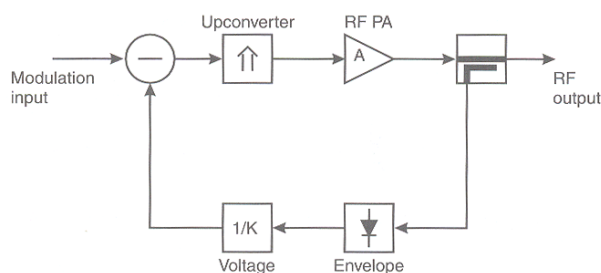 Upconverter
RF PA
A
Modulation
input
RF
output
1/K
Voltage
Envelope